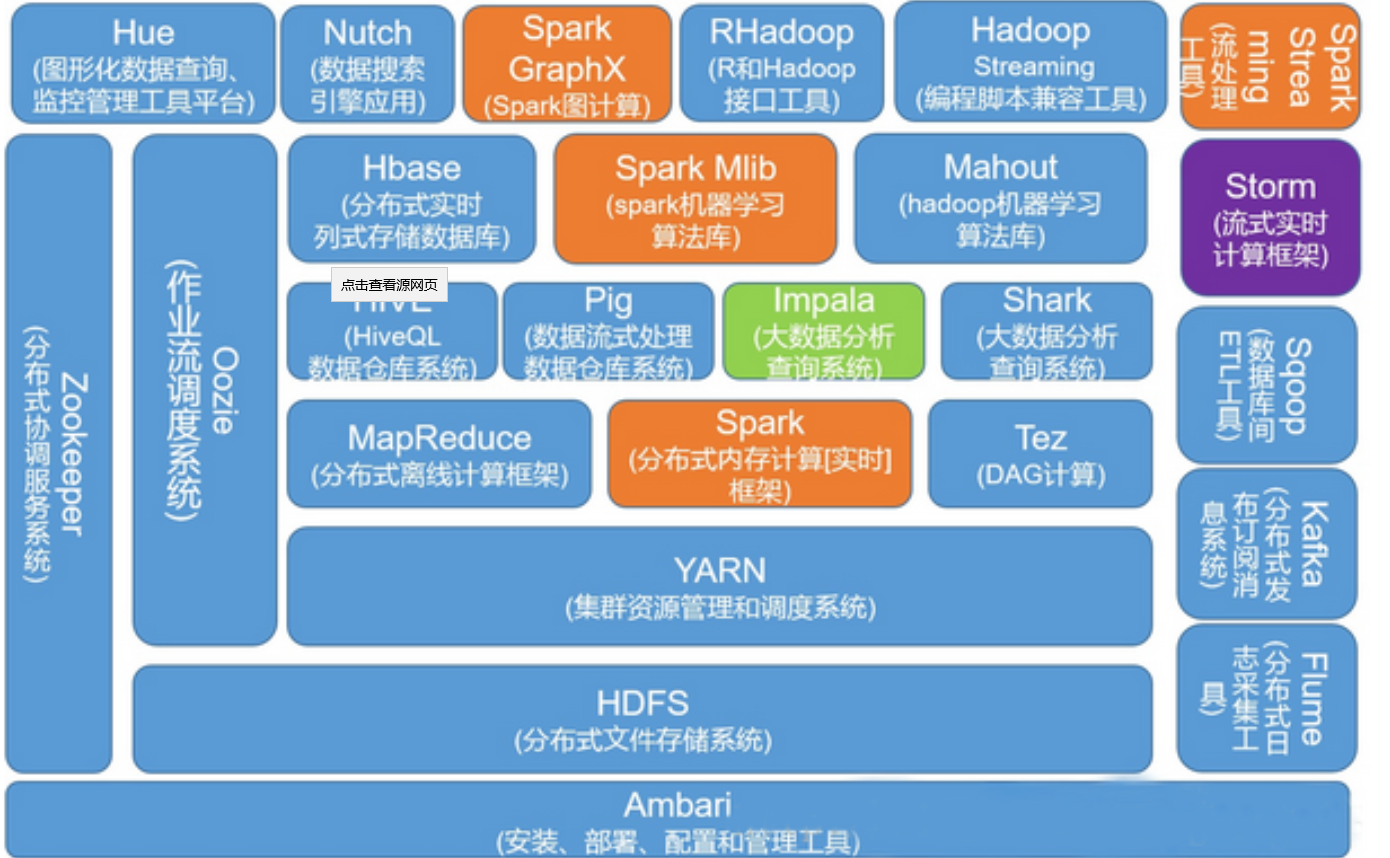 Hue
(图形化数据查询、
监控管理工具平台)
Nutch
(数据搜索
引擎应用)
Spark
GraphX
(Spark图计算)
RHadoop
(R和Hadoop
接口工具)
Hadoop
Streaming
(编程脚本兼容工具)
Spark
Strea
ming
(流处理
工具)
Zookeeper
(分布式协调服务系统)
Oozie
(作业流调度系统)
Hbase
(分布式实时
列式存储数据库)
Spark Mlib
(spark机器学习
算法库)
Mahout
(hadoop机器学习
算法库)
Storm
(流式实时
计算框架)
点击查看源网页
HIVE
(HiveQL
数据仓库系统)
Pig
(数据流式处理
数据仓库系统)
Impala
(大数据分析
查询系统)
Shark
(大数据分析
查询系统)
Sqoop
(数据库间
ETL工具)
MapReduce
(分布式离线计算框架)
Spark
(分布式内存计算[实时]
框架)
Tez
(DAG计算)
Kafka
(分布式发
布订阅消
息系统)
YARN
(集群资源管理和调度系统)
HDFS
(分布式文件存储系统)
Flume
(分布式日
志采集工
具)
Ambari
(安装、部署、配置和管理工具)